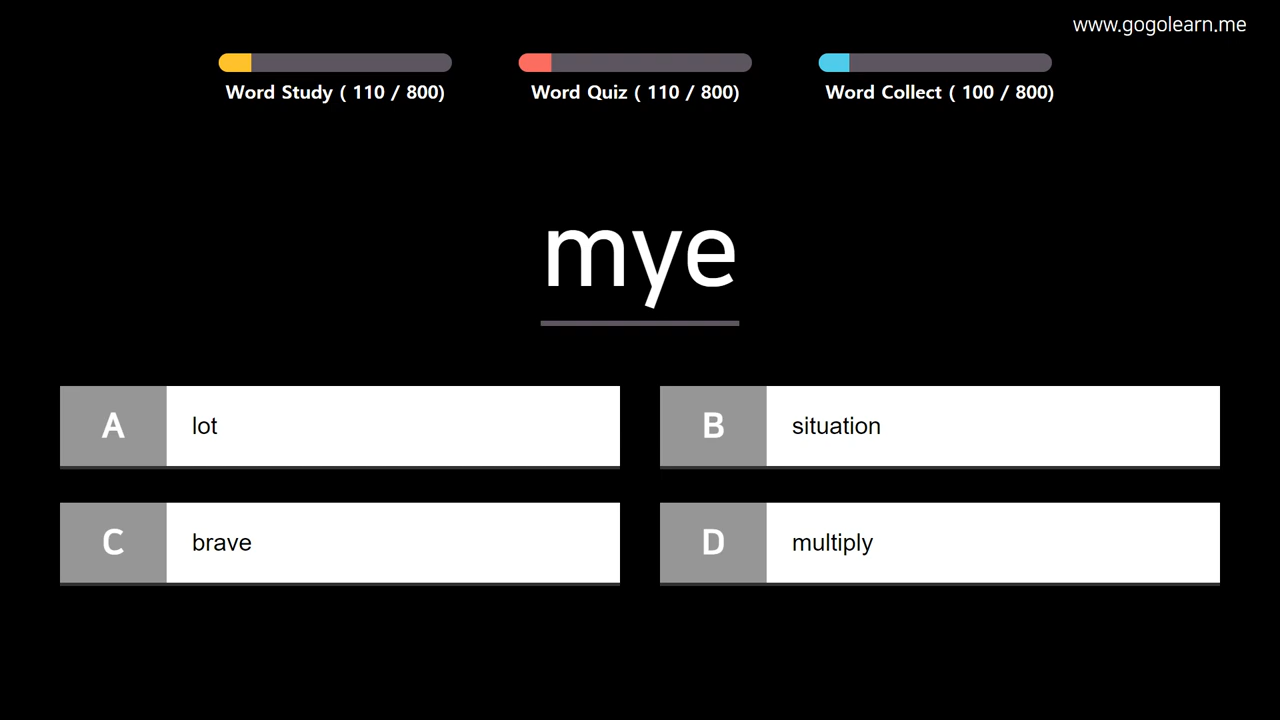 www.gogolearn.me
Word Study ( 110 / 800)
Word Quiz ( 110 / 800)
Word Collect ( 100 / 800)
mye
A lot
B situation
C brave
D multiply